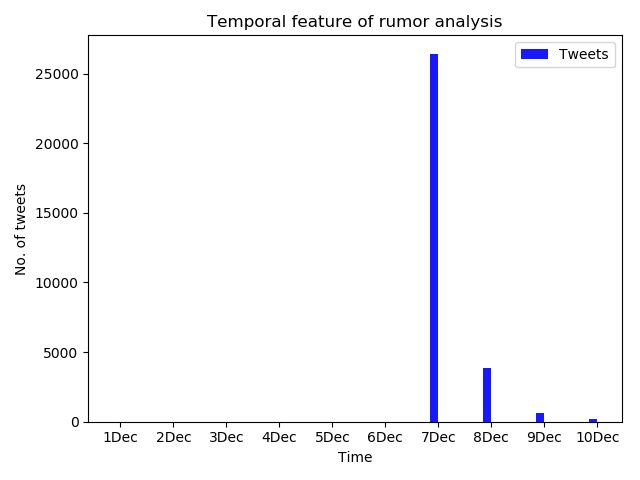 Temporal feature of rumor analysis
Tweets
No. of tweets
25000
20000
15000
10000
5000
0
1Dec 2Dec 3Dec 4Dec 5Dec 6Dec 7Dec 8Dec 9Dec 10Dec
Time